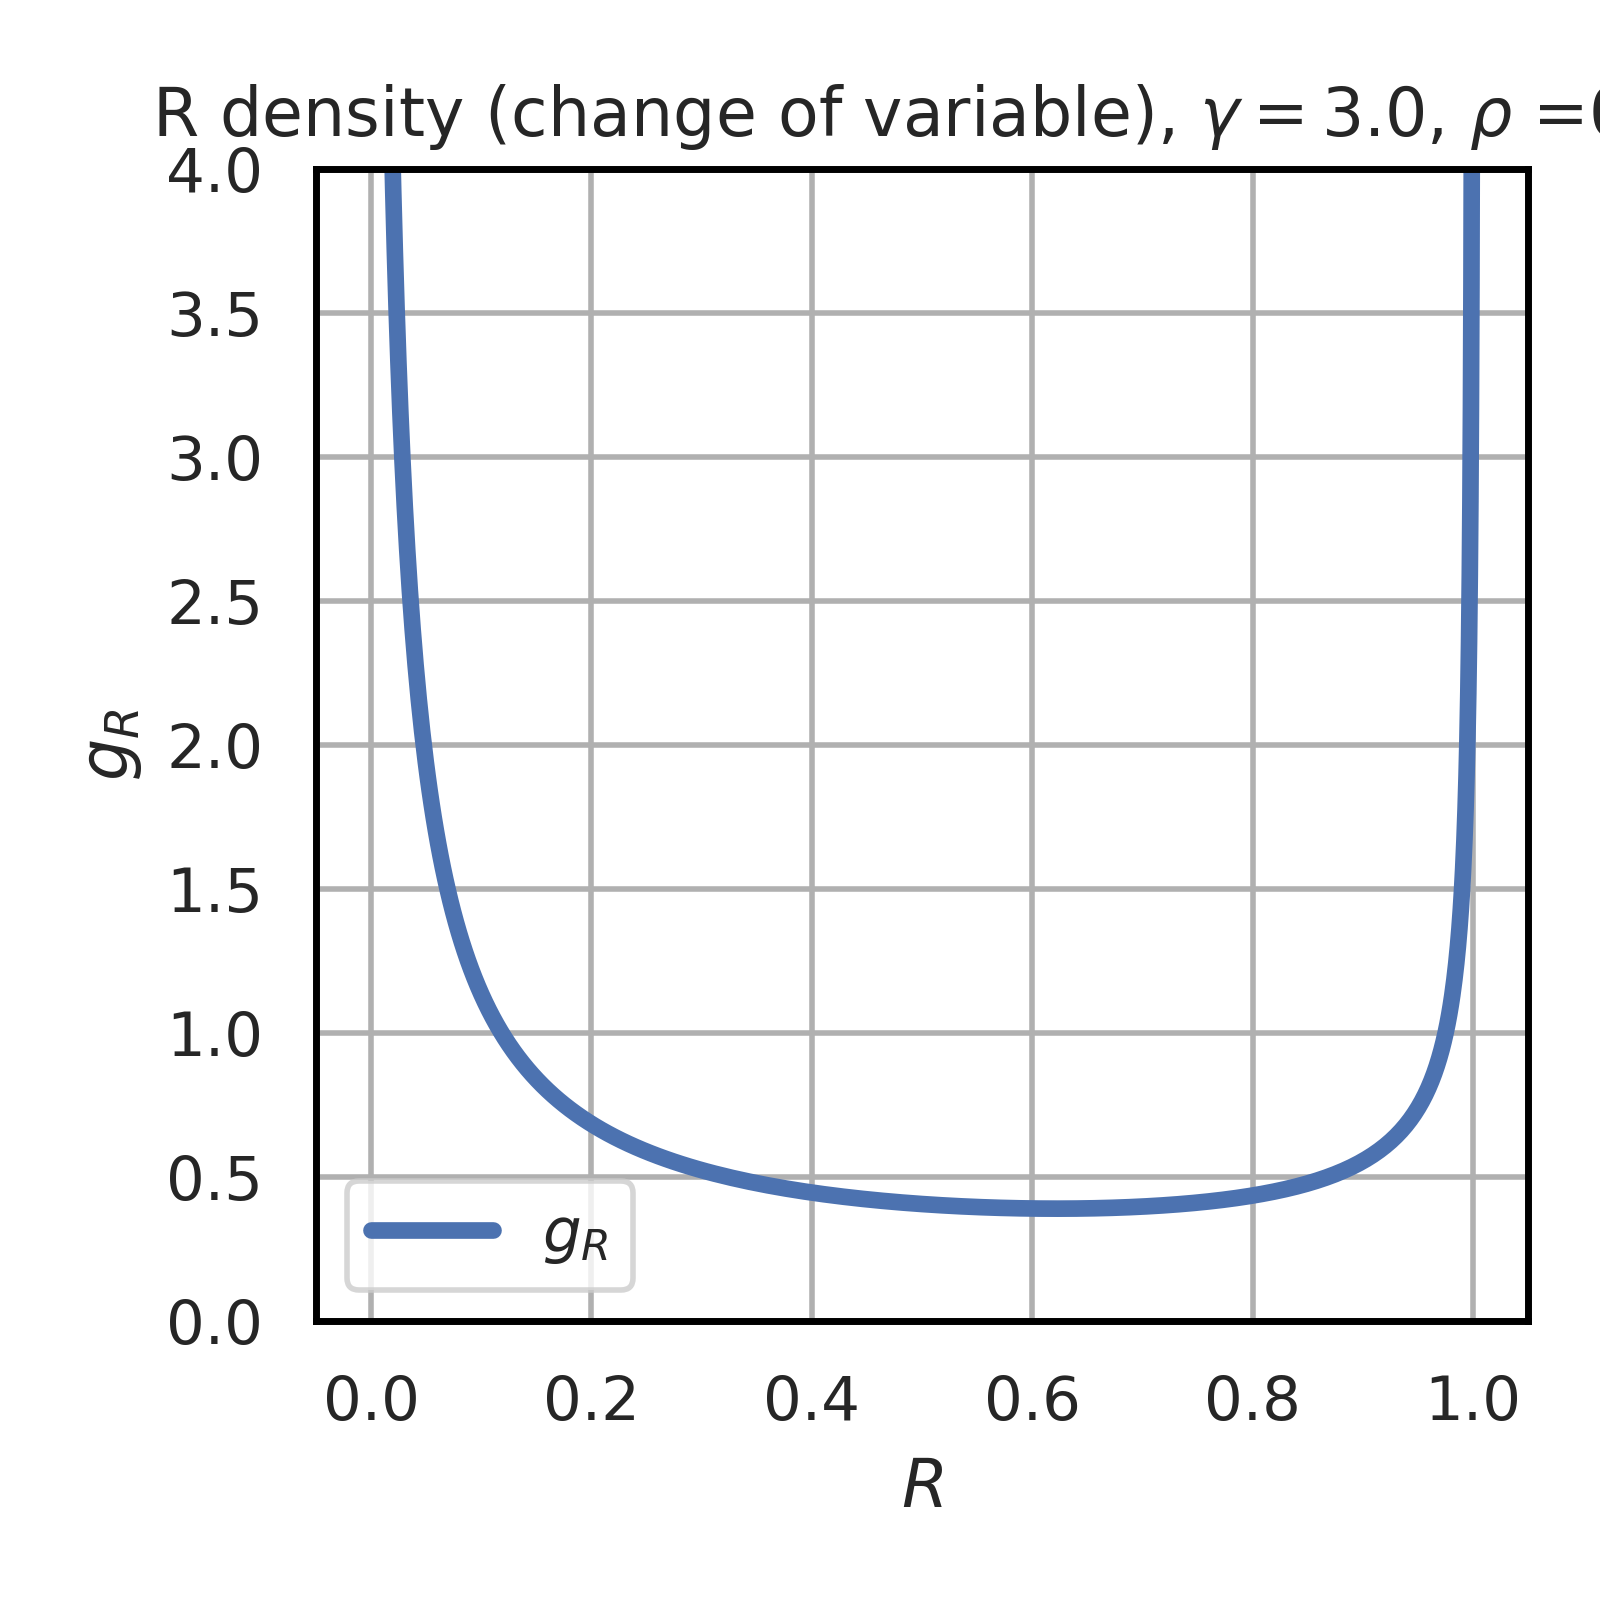 R density (change of variable), γ = 3.0, ρ =
4.0
3.5
3.0
2.5
2.0
1.5
1.0
0.5
0.0
g_R
g_R
0.0 0.2 0.4 0.6 0.8 1.0
R